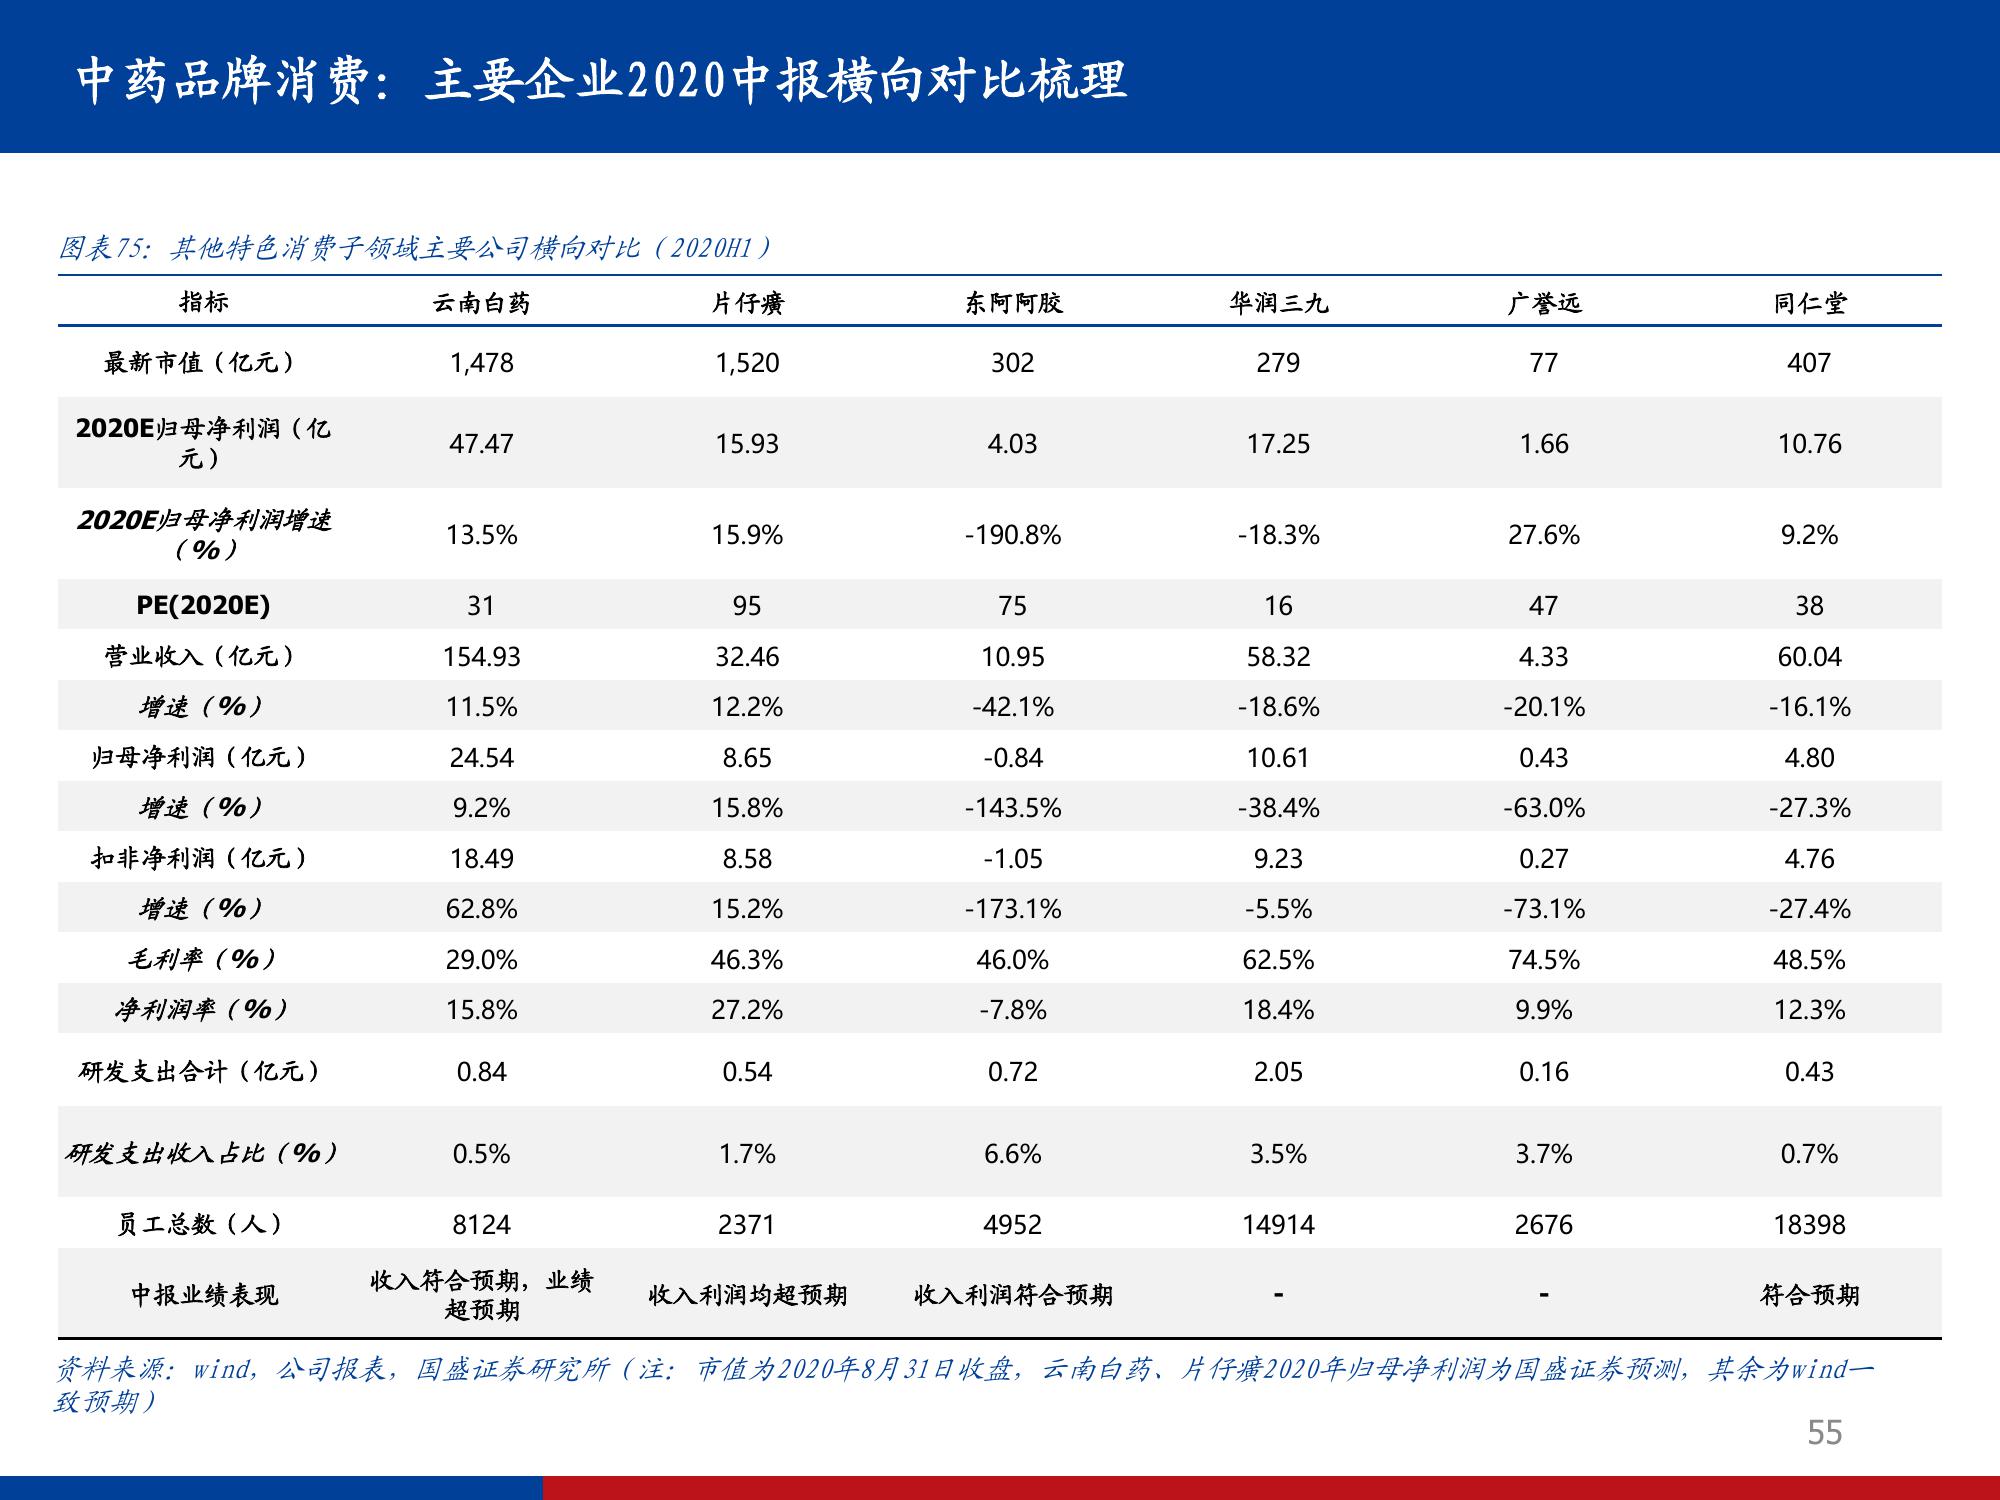 中药品牌消费：主要企业2020中报横向对比梳理
图表75：其他特色消费子领域主要公司横向对比（2020H1）
指标 云南白药 片仔癀 东阿阿胶 华润三九 广誉远 同仁堂
最新市值（亿元） 1,478 1,520 302 279 77 407
2020E归母净利润（亿
元） 47.47 15.93 4.03 17.25 1.66 10.76
2020E归母净利润增速
（%） 13.5% 15.9% -190.8% -18.3% 27.6% 9.2%
PE(2020E) 31 95 75 16 47 38
营业收入（亿元） 154.93 32.46 10.95 58.32 4.33 60.04
增速（%） 11.5% 12.2% -42.1% -18.6% -20.1% -16.1%
归母净利润（亿元） 24.54 8.65 -0.84 10.61 0.43 4.80
增速（%） 9.2% 15.8% -143.5% -38.4% -63.0% -27.3%
扣非净利润（亿元） 18.49 8.58 -1.05 9.23 0.27 4.76
增速（%） 62.8% 15.2% -173.1% -5.5% -73.1% -27.4%
毛利率（%） 29.0% 46.3% 46.0% 62.5% 74.5% 48.5%
净利润率（%） 15.8% 27.2% -7.8% 18.4% 9.9% 12.3%
研发支出合计（亿元） 0.84 0.54 0.72 2.05 0.16 0.43
研发支出收入占比（%） 0.5% 1.7% 6.6% 3.5% 3.7% 0.7%
员工总数（人） 8124 2371 4952 14914 2676 18398
中报业绩表现 收入符合预期，业绩
超预期 收入利润均超预期 收入利润符合预期 - - 符合预期
资料来源：wind，公司报表，国盛证券研究所（注：市值为2020年8月31日收盘，云南白药、片仔癀2020年归母净利润为国盛证券预测，其余为wind一
致预期）
55